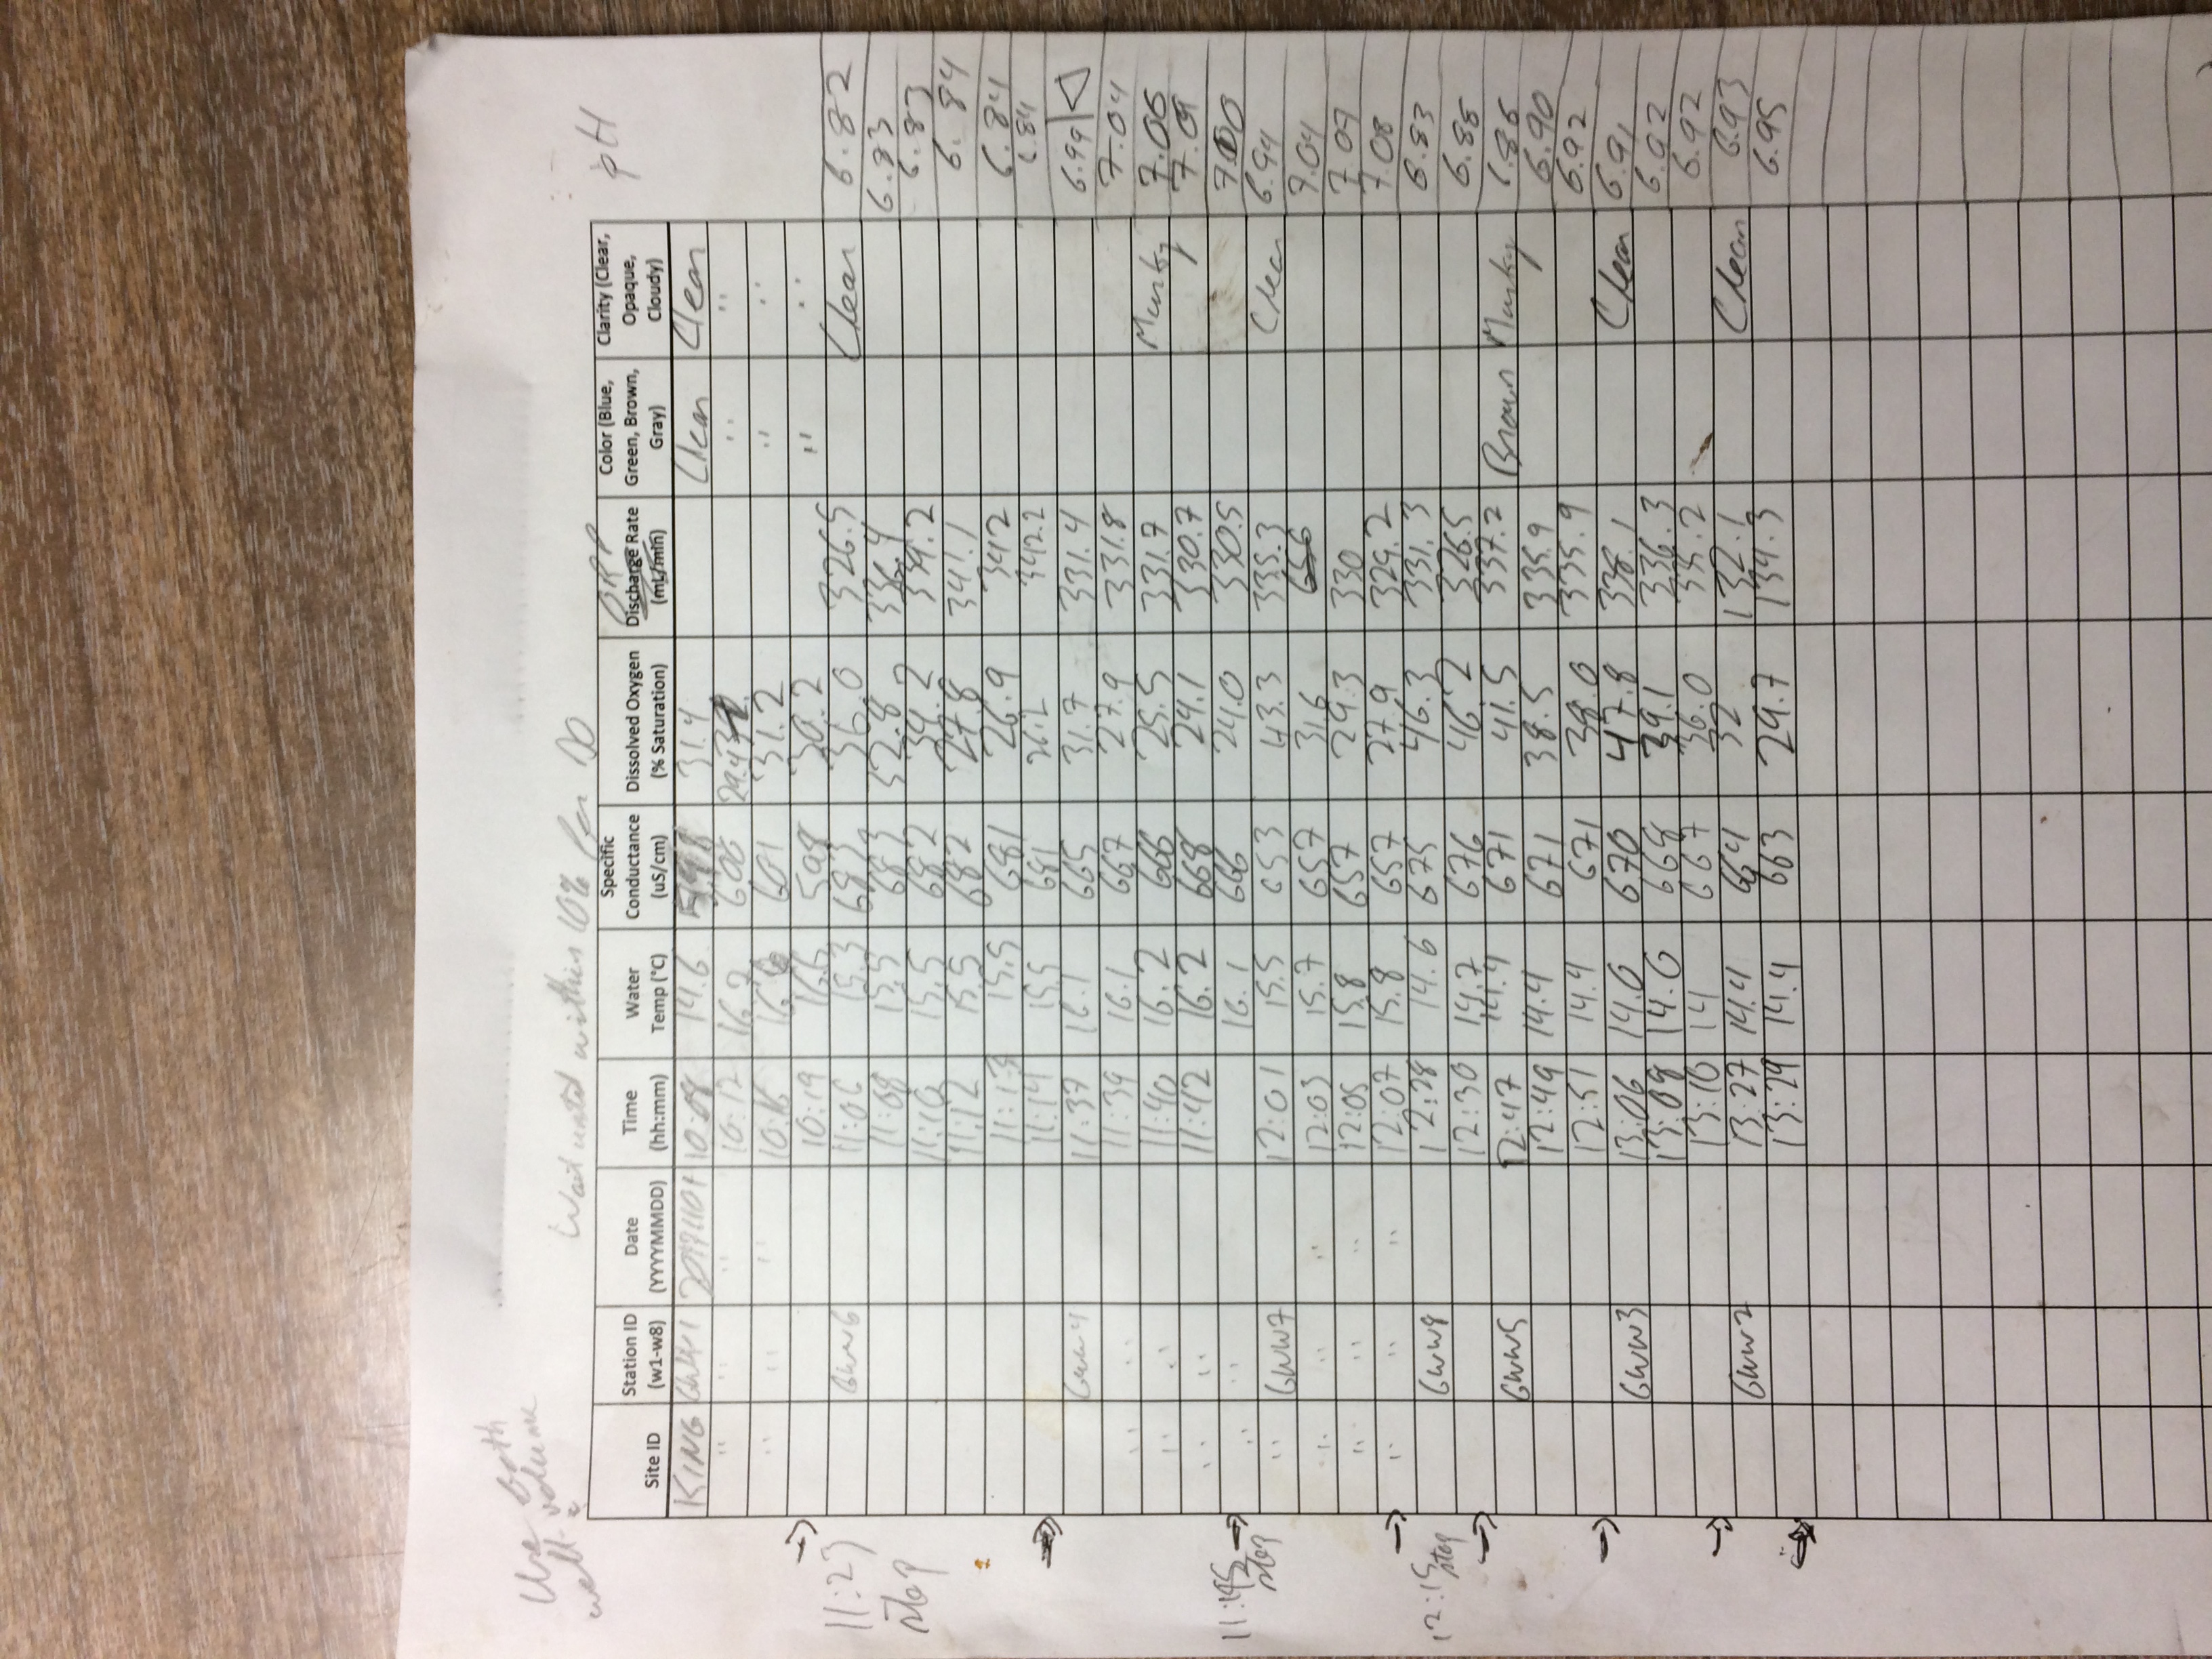 Use both
well volume
Wait until within 10% for DO
Site ID Station ID (w1-w8) Date (YYYYMMDD) Time (hh:mm) Water Temp (°C) Specific Conductance (uS/cm) Dissolved Oxygen (% Saturation) ORP Discharge Rate (mL/min) Color (Blue, Green, Brown, Gray) Clarity (Clear, Opaque, Cloudy) pH
KING GWW1 10:08 14.6 31.4 Clear Clear
" " " 10:12 16.7 606 29.4 " "
" " " 10:16 601 31.2 " "
10:19 16.6 598 30.2 " "
11:23 stop
GWW6 11:06 15.3 683 36.0 326.5 Clear 6.82
11:08 15.5 683 32.8 336.4 6.83
11:10 15.5 682 34.2 339.2 6.83
11:12 15.5 682 27.8 341.1 6.84
11:13 15.5 681 26.9 342 6.84
11:14 15.5 681 26.2 342.2 6.84
GWW4 11:37 16.1 665 31.7 331.4 6.99
" " 11:39 16.1 667 27.9 331.8 7.04
" " 11:40 16.2 666 25.5 331.7 Murky 7.06
" " 11:42 16.2 668 24.1 330.7 7.09
11:45 stop
" " 16.1 666 24.0 330.5
" GWW7 12:01 15.5 653 43.3 335.3 Clear 6.94
" " " 12:03 15.7 657 31.6 656 7.04
" " " 12:05 15.8 657 29.3 330 7.07
" " " 12:07 15.8 657 27.9 329.2 7.08
12:15 stop
GWW8 12:28 14.6 675 46.3 331.3 6.83
12:30 14.7 676 46.2 326.5 6.88
GWW5 12:47 14.4 671 41.5 337.2 Brown Murky 6.86
12:49 14.4 671 38.5 335.9 6.90
12:51 14.4 671 38.0 335.9 6.92
GWW3 13:06 14.0 670 47.8 338.1 Clear 6.91
13:08 14.0 668 39.1 336.3 6.92
13:10 14 667 36.0 335.2 6.92
GWW2 13:27 14.4 664 32 132.1 Clear 6.93
13:29 14.4 663 29.7 134.3 6.95